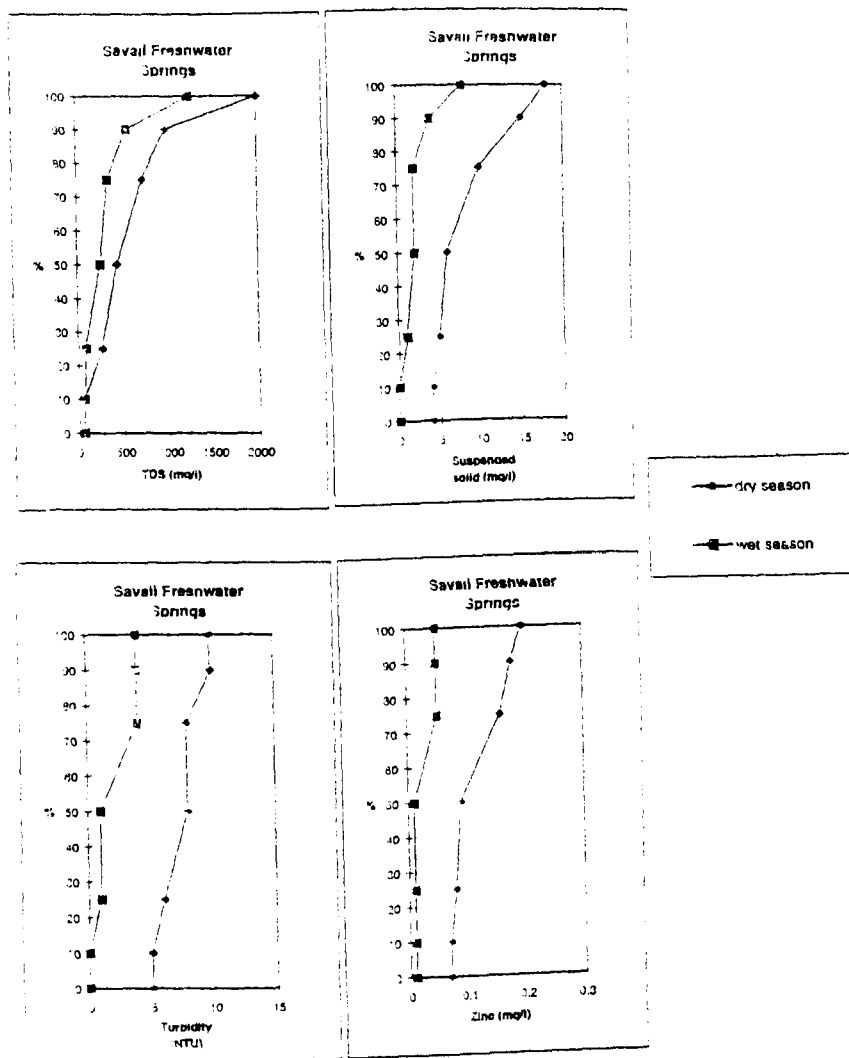 Savaii Freshwater
Springs
100
90
80
70
60
50
%
40
30
20
10
0
0 500 1000 1500 2000
TDS (mg/l)
Savaii Freshwater
Springs
100
90
80
70
60
50
%
40
30
20
10
0
0 5 10 15 20
Suspended
solid (mg/l)
dry season
wet season
Savaii Freshwater
Springs
100
90
80
70
60
50
%
40
30
20
10
0
0 5 10 15
Turbidity
(NTU)
Savaii Freshwater
Springs
100
90
80
70
60
50
%
40
30
20
10
0
0 0.1 0.2 0.3
Zinc (mg/l)